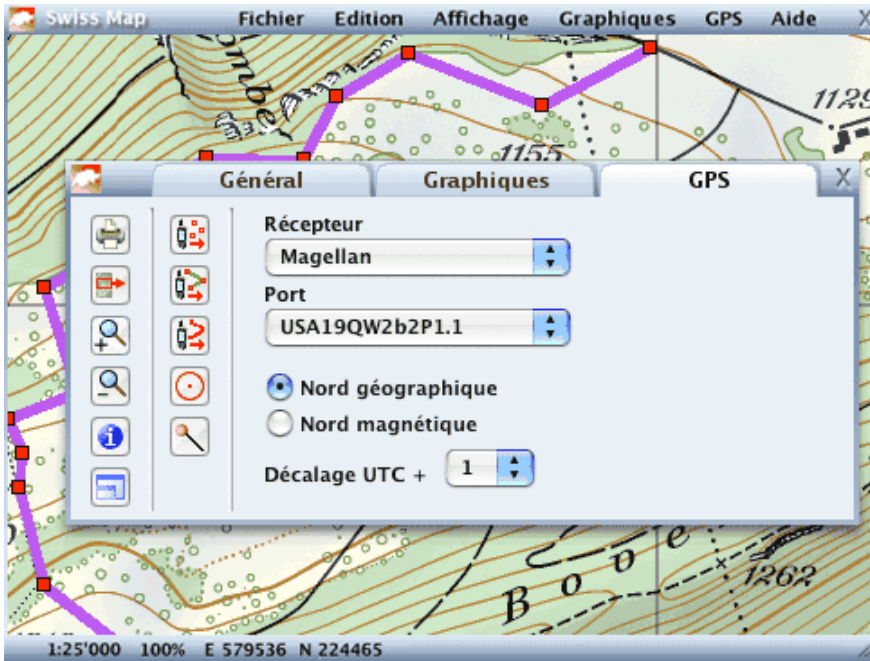 Swiss Map Fichier Edition Affichage Graphiques GPS Aide X
1129
1155
Général Graphiques GPS X
Récepteur
Magellan
Port
USA19QW2b2P1.1
Nord géographique
Nord magnétique
Décalage UTC + 1
Bove
1262
1:25'000 100% E 579536 N 224465